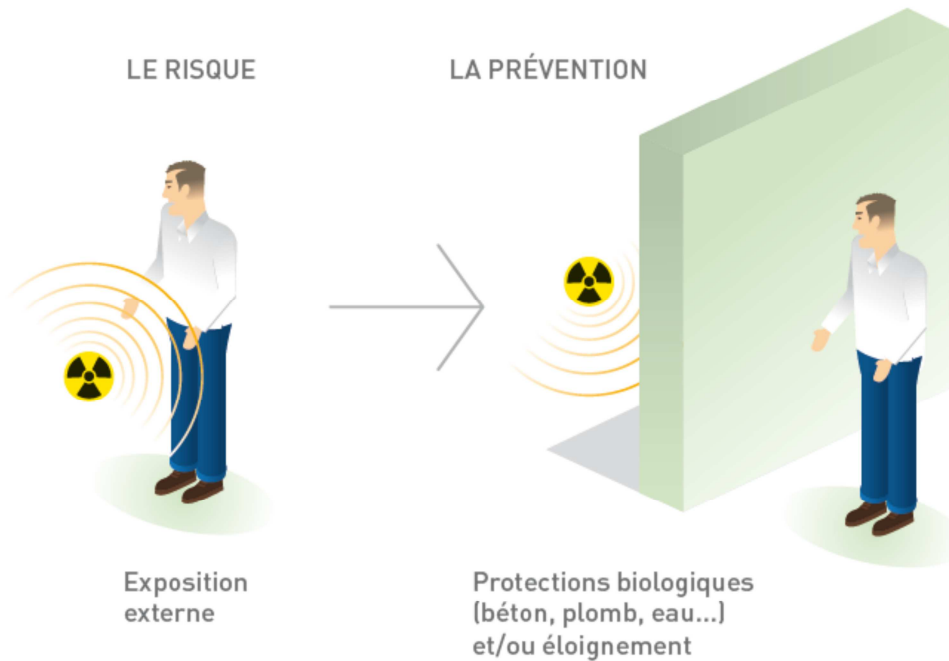 LE RISQUE
LA PRÉVENTION
Exposition
externe
Protections biologiques
(béton, plomb, eau...)
et/ou éloignement